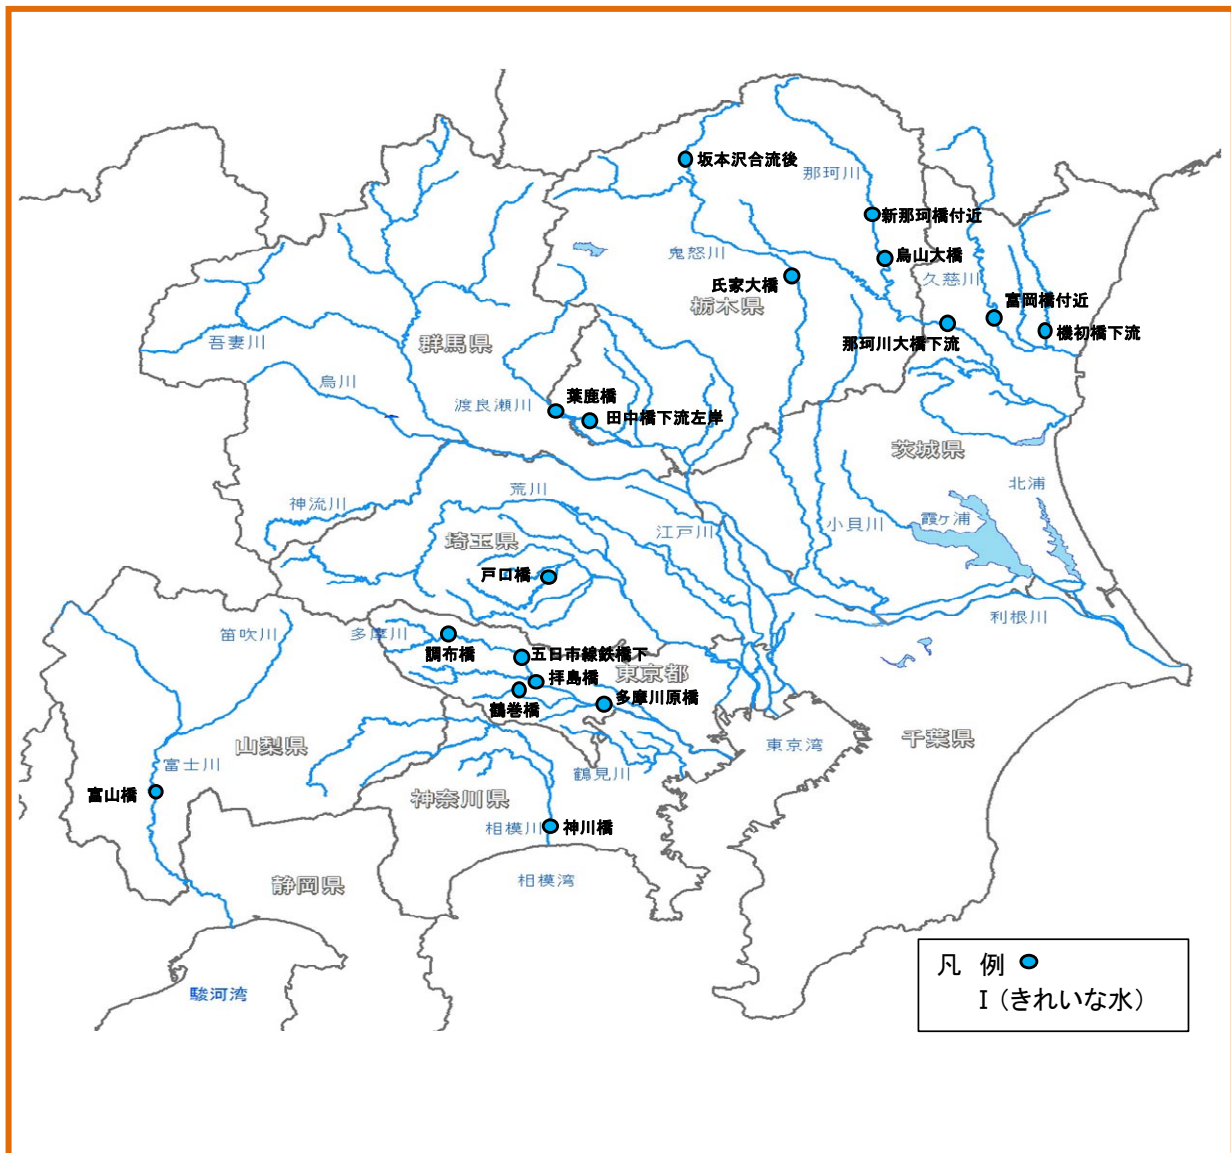 坂本沢合流後
那珂川
新那珂橋付近
烏山大橋
鬼怒川
氏家大橋
久慈川
栃木県
富岡橋付近
機初橋下流
那珂川大橋下流
吾妻川
群馬県
烏川
渡良瀬川
葉鹿橋
田中橋下流左岸
茨城県
北浦
神流川
荒川
霞ヶ浦
小貝川
江戸川
埼玉県
戸口橋
利根川
笛吹川
多摩川
調布橋
五日市線鉄橋下
東京都
拝島橋
多摩川原橋
鶴巻橋
山梨県
東京湾
千葉県
富士川
鶴見川
富山橋
神奈川県
相模川
神川橋
静岡県
相模湾
駿河湾
凡 例
Ⅰ（きれいな水）